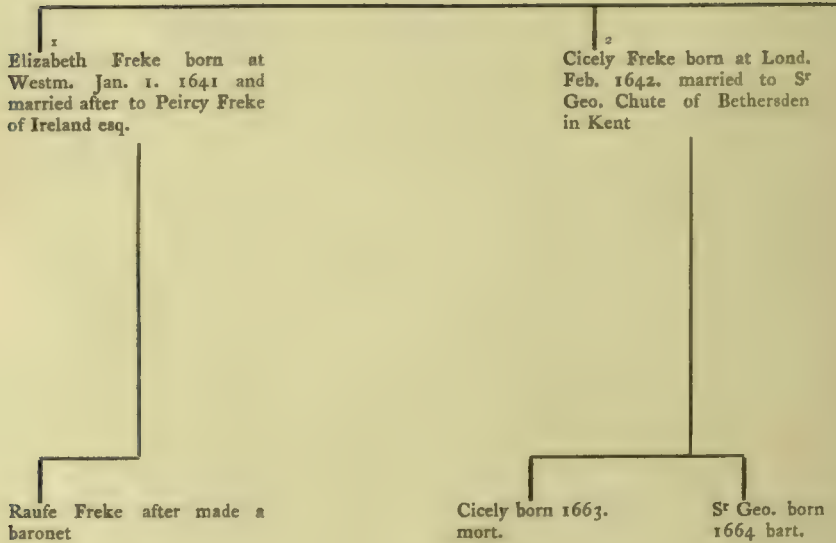 1
Elizabeth Freke born at
Westm. Jan. 1. 1641 and
married after to Peircy Freke
of Ireland esq.
2
Cicely Freke born at Lond.
Feb. 1642. married to Sr
Geo. Chute of Bethersden
in Kent
Raufe Freke after made a
baronet
Cicely born 1663.
mort.
Sr Geo. born
1664 bart.